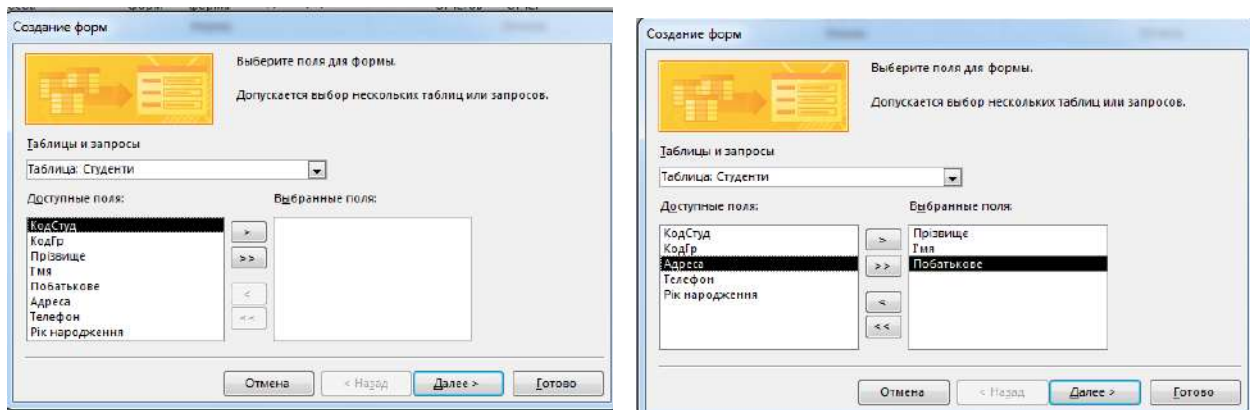 Создание форм
Выберите поля для формы.
Допускается выбор нескольких таблиц или запросов.
Таблицы и запросы
Таблица: Студенти
Доступные поля:
Выбранные поля:
КодСтуд
КодГр
Прізвище
І'мя
Побатькове
Адреса
Телефон
Рік народження
>
>>
<
<<
Отмена
< Назад
Далее >
Готово
Создание форм
Выберите поля для формы.
Допускается выбор нескольких таблиц или запросов.
Таблицы и запросы
Таблица: Студенти
Доступные поля:
Выбранные поля:
КодСтуд
КодГр
Адреса
Телефон
Рік народження
>
>>
<
<<
Прізвище
І'мя
Побатькове
Отмена
< Назад
Далее >
Готово